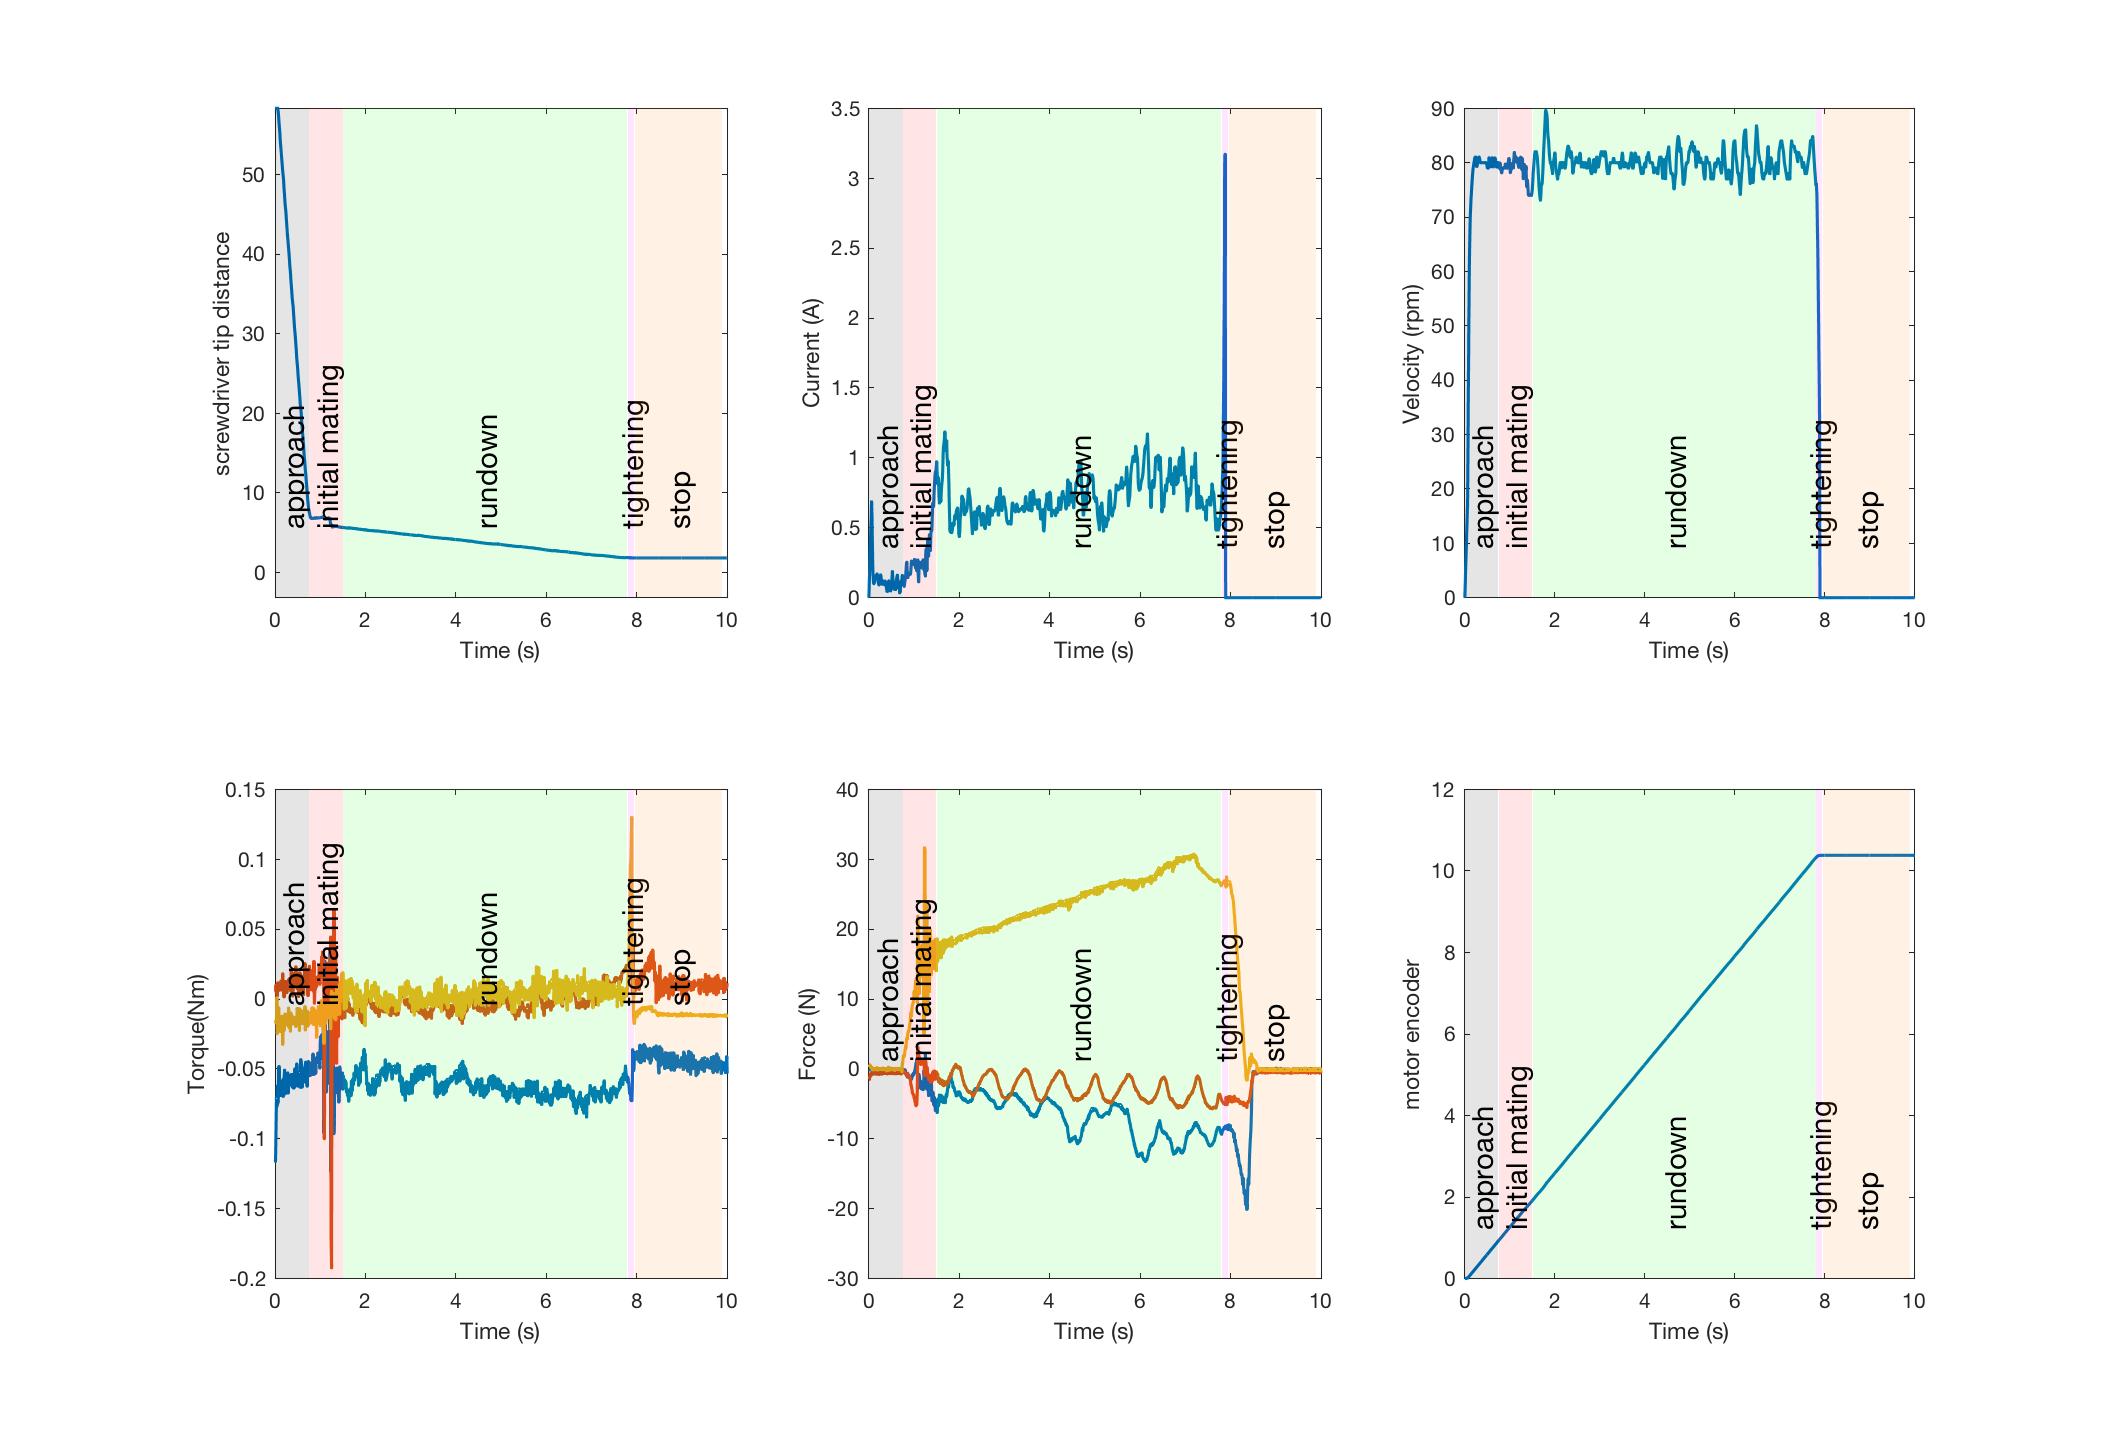 screwdriver tip distance
50
40
30
20
10
0
approach
initial mating
rundown
tightening
stop
0 2 4 6 8 10
Time (s)
Current (A)
3.5
3
2.5
2
1.5
1
0.5
0
approach
initial mating
rundown
tightening
stop
0 2 4 6 8 10
Time (s)
Velocity (rpm)
90
80
70
60
50
40
30
20
10
0
approach
initial mating
rundown
tightening
stop
0 2 4 6 8 10
Time (s)
Torque(Nm)
0.15
0.1
0.05
0
-0.05
-0.1
-0.15
-0.2
approach
initial mating
rundown
tightening
stop
0 2 4 6 8 10
Time (s)
Force (N)
40
30
20
10
0
-10
-20
-30
approach
initial mating
rundown
tightening
stop
0 2 4 6 8 10
Time (s)
motor encoder
12
10
8
6
4
2
0
approach
initial mating
rundown
tightening
stop
0 2 4 6 8 10
Time (s)